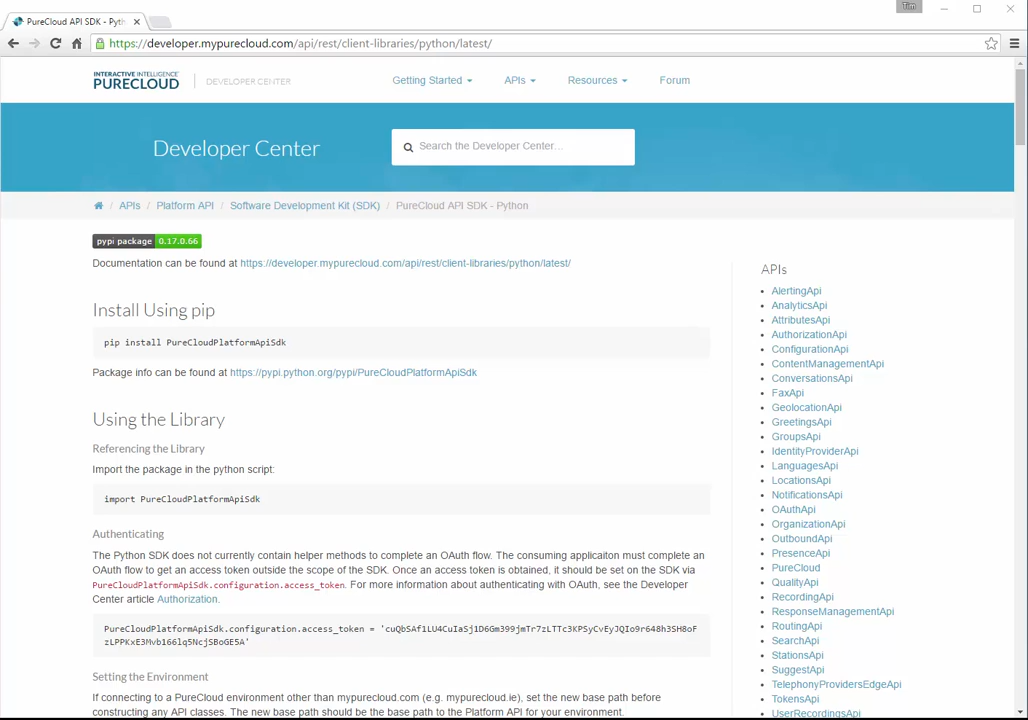 Tim
PureCloud API SDK - Pyth
https://developer.mypurecloud.com/api/rest/client-libraries/python/latest/
INTERACTIVE INTELLIGENCE
PURECLOUD
DEVELOPER CENTER
Getting Started
APIs
Resources
Forum
Developer Center
Search the Developer Center...
/ APIs / Platform API / Software Development Kit (SDK) / PureCloud API SDK - Python
pypi package 0.17.0.66
Documentation can be found at https://developer.mypurecloud.com/api/rest/client-libraries/python/latest/
Install Using pip
pip install PureCloudPlatformApiSdk
Package info can be found at https://pypi.python.org/pypi/PureCloudPlatformApiSdk
Using the Library
Referencing the Library
Import the package in the python script:
import PureCloudPlatformApiSdk
Authenticating
The Python SDK does not currently contain helper methods to complete an OAuth flow. The consuming applicaiton must complete an
OAuth flow to get an access token outside the scope of the SDK. Once an access token is obtained, it should be set on the SDK via
PureCloudPlatformApiSdk.configuration.access_token. For more information about authenticating with OAuth, see the Developer
Center article Authorization.
PureCloudPlatformApiSdk.configuration.access_token = 'cuQbSAf1LU4CuIaSj1D6Gm399jmTr7zLTTc3KPSyCvEyJQIo9r648h3SH8oF
zLPPKxE3Mvb166lq5NcjSBoGE5A'
Setting the Environment
If connecting to a PureCloud environment other than mypurecloud.com (e.g. mypurecloud.ie), set the new base path before
constructing any API classes. The new base path should be the base path to the Platform API for your environment.
APIs
AlertingApi
AnalyticsApi
AttributesApi
AuthorizationApi
ConfigurationApi
ContentManagementApi
ConversationsApi
FaxApi
GeolocationApi
GreetingsApi
GroupsApi
IdentityProviderApi
LanguagesApi
LocationsApi
NotificationsApi
OAuthApi
OrganizationApi
OutboundApi
PresenceApi
PureCloud
QualityApi
RecordingApi
ResponseManagementApi
RoutingApi
SearchApi
StationsApi
SuggestApi
TelephonyProvidersEdgeApi
TokensApi
UserRecordingsApi